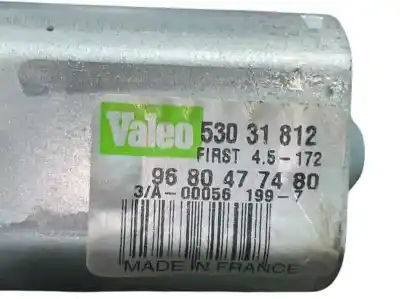 Valeo 530 31 812
FIRST 4.5-172
96 80 47 74 80
3/A-00056 199-7
MADE IN FRANCE